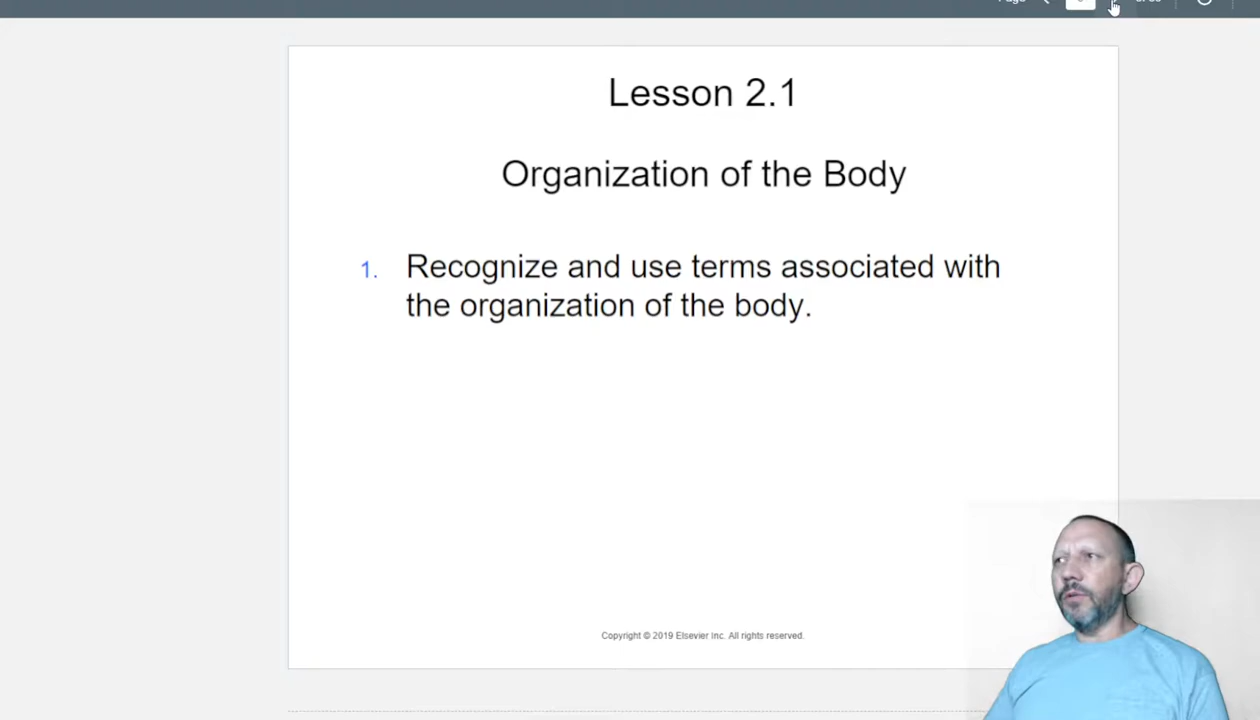 Lesson 2.1
Organization of the Body
1. Recognize and use terms associated with
the organization of the body.
Copyright © 2019 Elsevier Inc. All rights reserved.